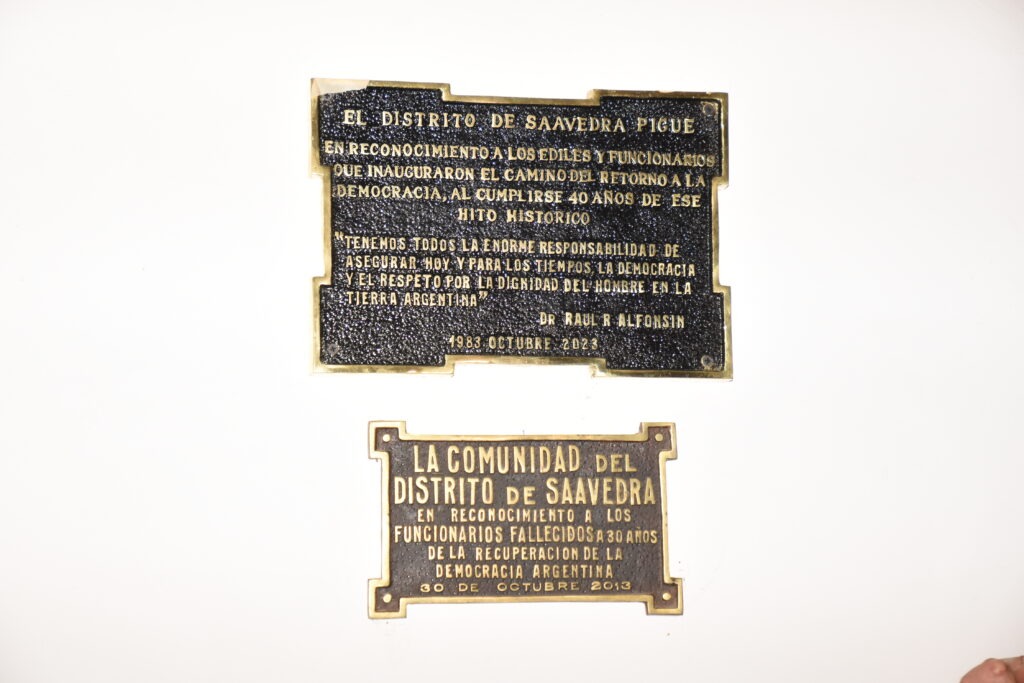 EL DISTRITO DE SAAVEDRA PIGUE
EN RECONOCIMIENTO A LOS EDILES Y FUNCIONARIOS
QUE INAUGURARON EL CAMINO DEL RETORNO A LA
DEMOCRACIA, AL CUMPLIRSE 40 AÑOS DE ESE
HITO HISTORICO
"TENEMOS TODOS LA ENORME RESPONSABILIDAD DE
ASEGURAR HOY Y PARA LOS TIEMPOS, LA DEMOCRACIA
Y EL RESPETO POR LA DIGNIDAD DEL HOMBRE EN LA
TIERRA ARGENTINA"
DR RAUL R ALFONSIN
1983 OCTUBRE 2023
LA COMUNIDAD DEL
DISTRITO DE SAAVEDRA
EN RECONOCIMIENTO A LOS
FUNCIONARIOS FALLECIDOS A 30 AÑOS
DE LA RECUPERACION DE LA
DEMOCRACIA ARGENTINA
30 DE OCTUBRE 2013